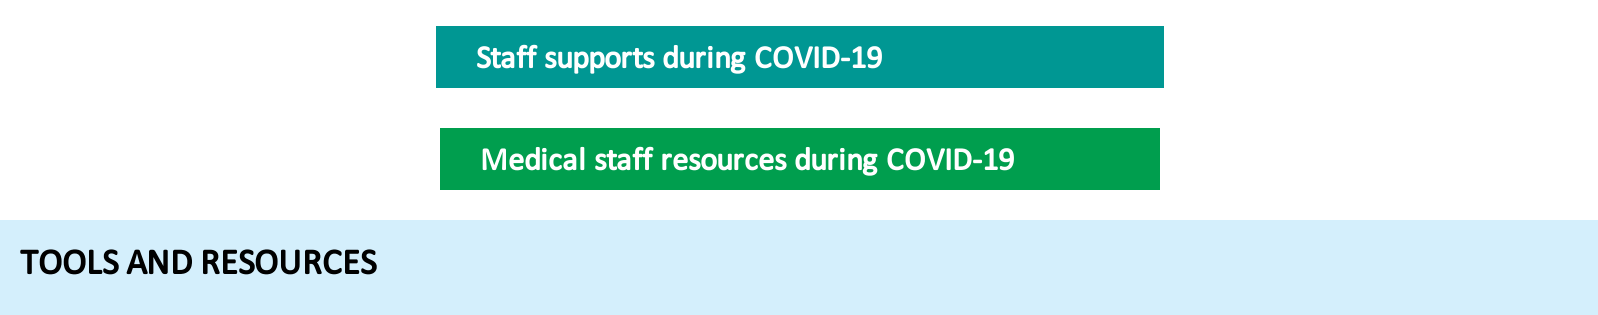 Staff supports during COVID-19
Medical staff resources during COVID-19
TOOLS AND RESOURCES